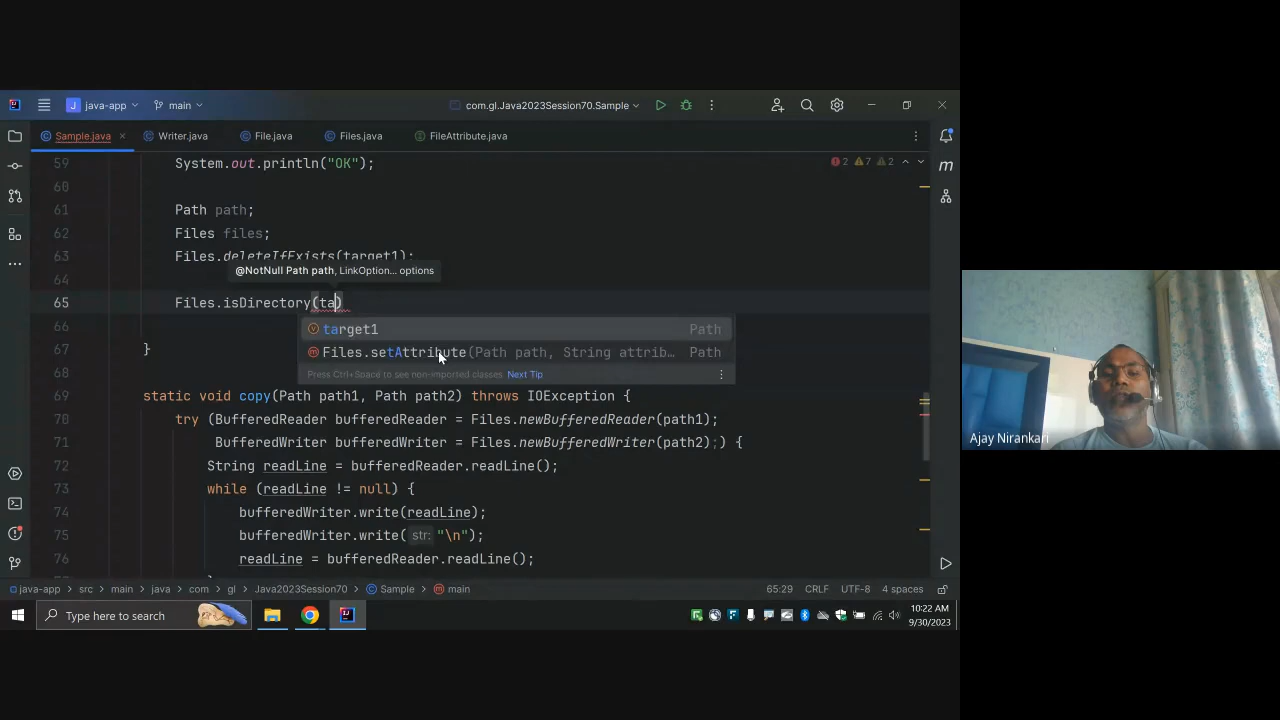 java-app
main
com.gl.Java2023Session70.Sample
Sample.java
Writer.java
File.java
Files.java
FileAttribute.java
2 7 2
59 System.out.println("OK");
60
61 Path path;
62 Files files;
63 Files.deleteIfExists(target1);
@NotNull Path path, LinkOption... options
64
65 Files.isDirectory(ta)
target1 Path
66
67 }
Files.setAttribute(Path path, String attrib... Path
Press Ctrl+Space to see non-imported classes Next Tip
68
69 static void copy(Path path1, Path path2) throws IOException {
70 try (BufferedReader bufferedReader = Files.newBufferedReader(path1);
71 BufferedWriter bufferedWriter = Files.newBufferedWriter(path2);) {
72 String readLine = bufferedReader.readLine();
73 while (readLine != null) {
74 bufferedWriter.write(readLine);
75 bufferedWriter.write( str: "\n");
76 readLine = bufferedReader.readLine();
java-app > src > main > java > com > gl > Java2023Session70 > Sample > main
65:29 CRLF UTF-8 4 spaces
Type here to search
10:22 AM
9/30/2023
Ajay Nirankari